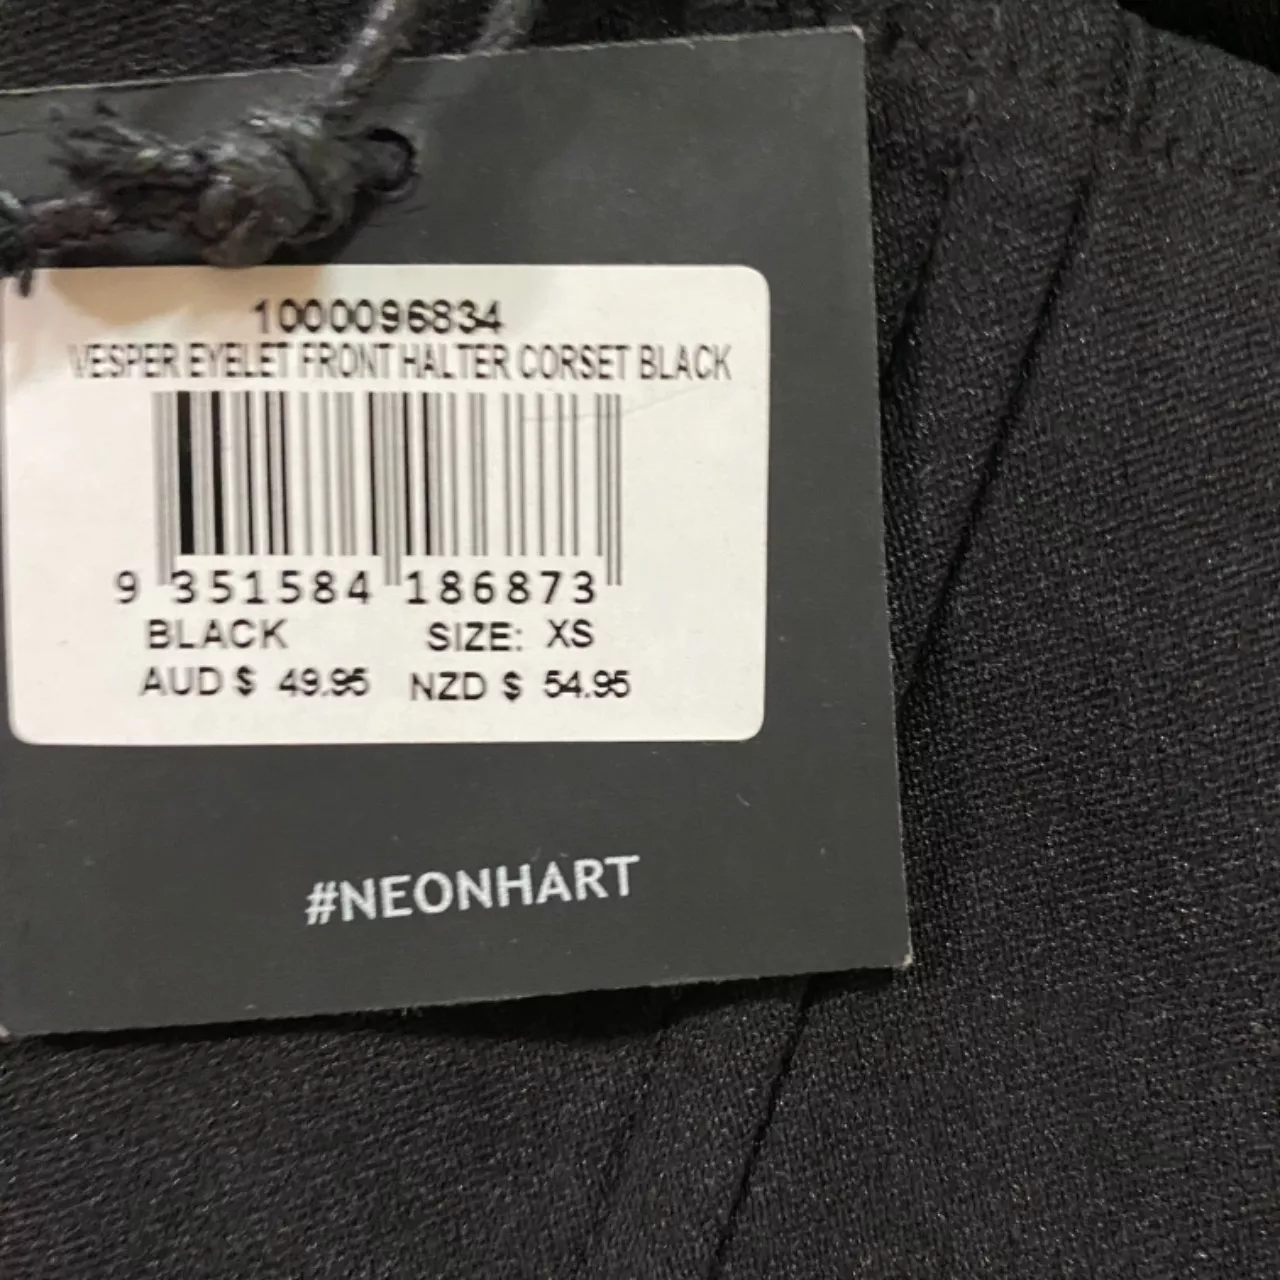 1000096834
VESPER EYELET FRONT HALTER CORSET BLACK
9 351584 186873
BLACK SIZE: XS
AUD $ 49.95 NZD $ 54.95
#NEONHART